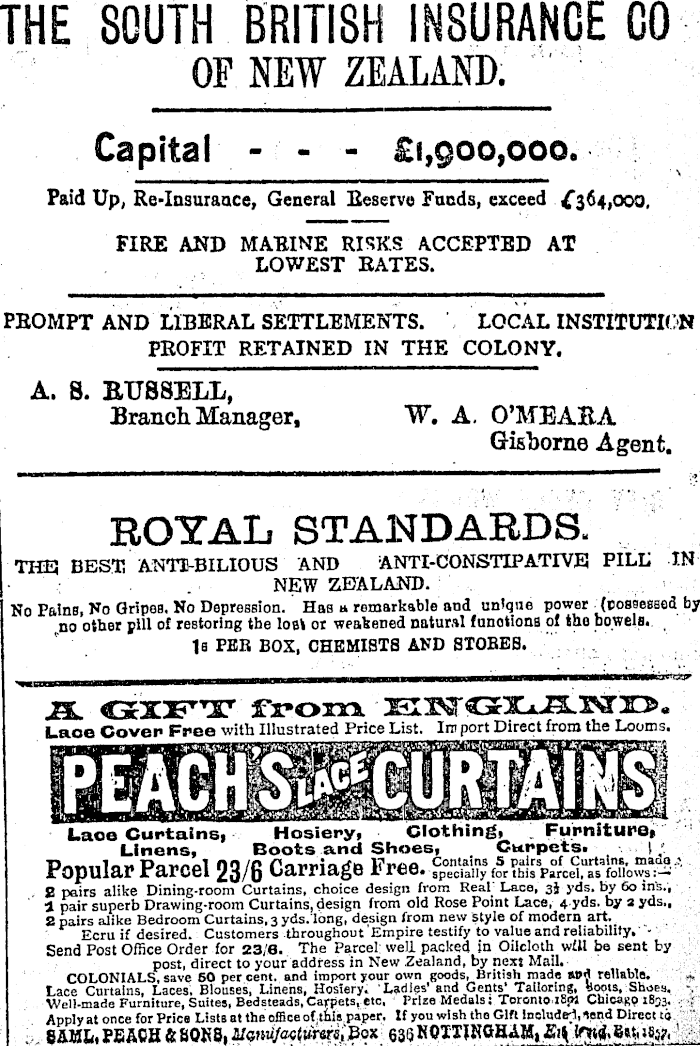 THE SOUTH BRITISH INSURANCE CO
OF NEW ZEALAND.
Capital - - - £1,900,000.
Paid Up, Re-Insurance, General Reserve Funds, exceed £364,000.
FIRE AND MARINE RISKS ACCEPTED AT
LOWEST RATES.
PROMPT AND LIBERAL SETTLEMENTS. LOCAL INSTITUTION
PROFIT RETAINED IN THE COLONY.
A. S. RUSSELL,
Branch Manager,
W. A. O'MEARA
Gisborne Agent.
ROYAL STANDARDS.
THE BEST ANTI-BILIOUS AND ANTI-CONSTIPATIVE PILL IN
NEW ZEALAND.
No Pains, No Gripes. No Depression. Has a remarkable and unique power (possessed by
no other pill of restoring the lost or weakened natural functions of the bowels.
1s PER BOX, CHEMISTS AND STORES.
A GIFT from ENGLAND.
Lace Cover Free with Illustrated Price List. Import Direct from the Looms.
PEACH'S LACE CURTAINS
Lace Curtains, Hosiery, Clothing, Furniture,
Linens, Boots and Shoes, Carpets.
Popular Parcel 23/6 Carriage Free. Contains 5 pairs of Curtains, made
specially for this Parcel, as follows:—
2 pairs alike Dining-room Curtains, choice design from Real Lace, 3½ yds. by 60 ins.,
1 pair superb Drawing-room Curtains, design from old Rose Point Lace, 4 yds. by 2 yds.,
2 pairs alike Bedroom Curtains, 3 yds. long, design from new style of modern art.
Ecru if desired. Customers throughout Empire testify to value and reliability.
Send Post Office Order for 23/6. The Parcel well packed in Oilcloth will be sent by
post, direct to your address in New Zealand, by next Mail.
COLONIALS, save 50 per cent. and import your own goods, British made and reliable.
Lace Curtains, Laces, Blouses, Linens, Hosiery. Ladies' and Gents' Tailoring, Boots, Shoes.
Well-made Furniture, Suites, Bedsteads, Carpets, etc. Prize Medals: Toronto 1892 Chicago 1893.
Apply at once for Price Lists at the office of this paper. If you wish the Gift Included, send Direct to
SAML. PEACH & SONS, Manufacturers, Box 636 NOTTINGHAM, Est. 1857.